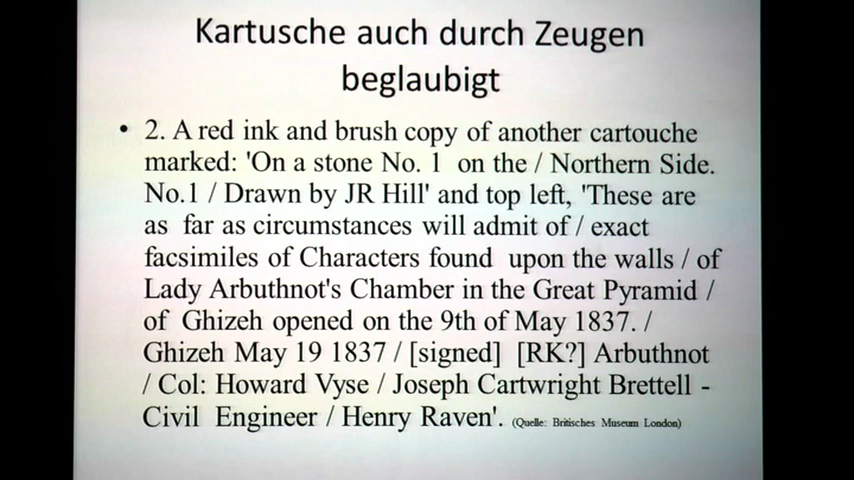 Kartusche auch durch Zeugen
beglaubigt
• 2. A red ink and brush copy of another cartouche
marked: 'On a stone No. 1 on the / Northern Side.
No.1 / Drawn by JR Hill' and top left, 'These are
as far as circumstances will admit of / exact
facsimiles of Characters found upon the walls / of
Lady Arbuthnot's Chamber in the Great Pyramid /
of Ghizeh opened on the 9th of May 1837. /
Ghizeh May 19 1837 / [signed] [RK?] Arbuthnot
/ Col: Howard Vyse / Joseph Cartwright Brettell -
Civil Engineer / Henry Raven'. (Quelle: Britisches Museum London)